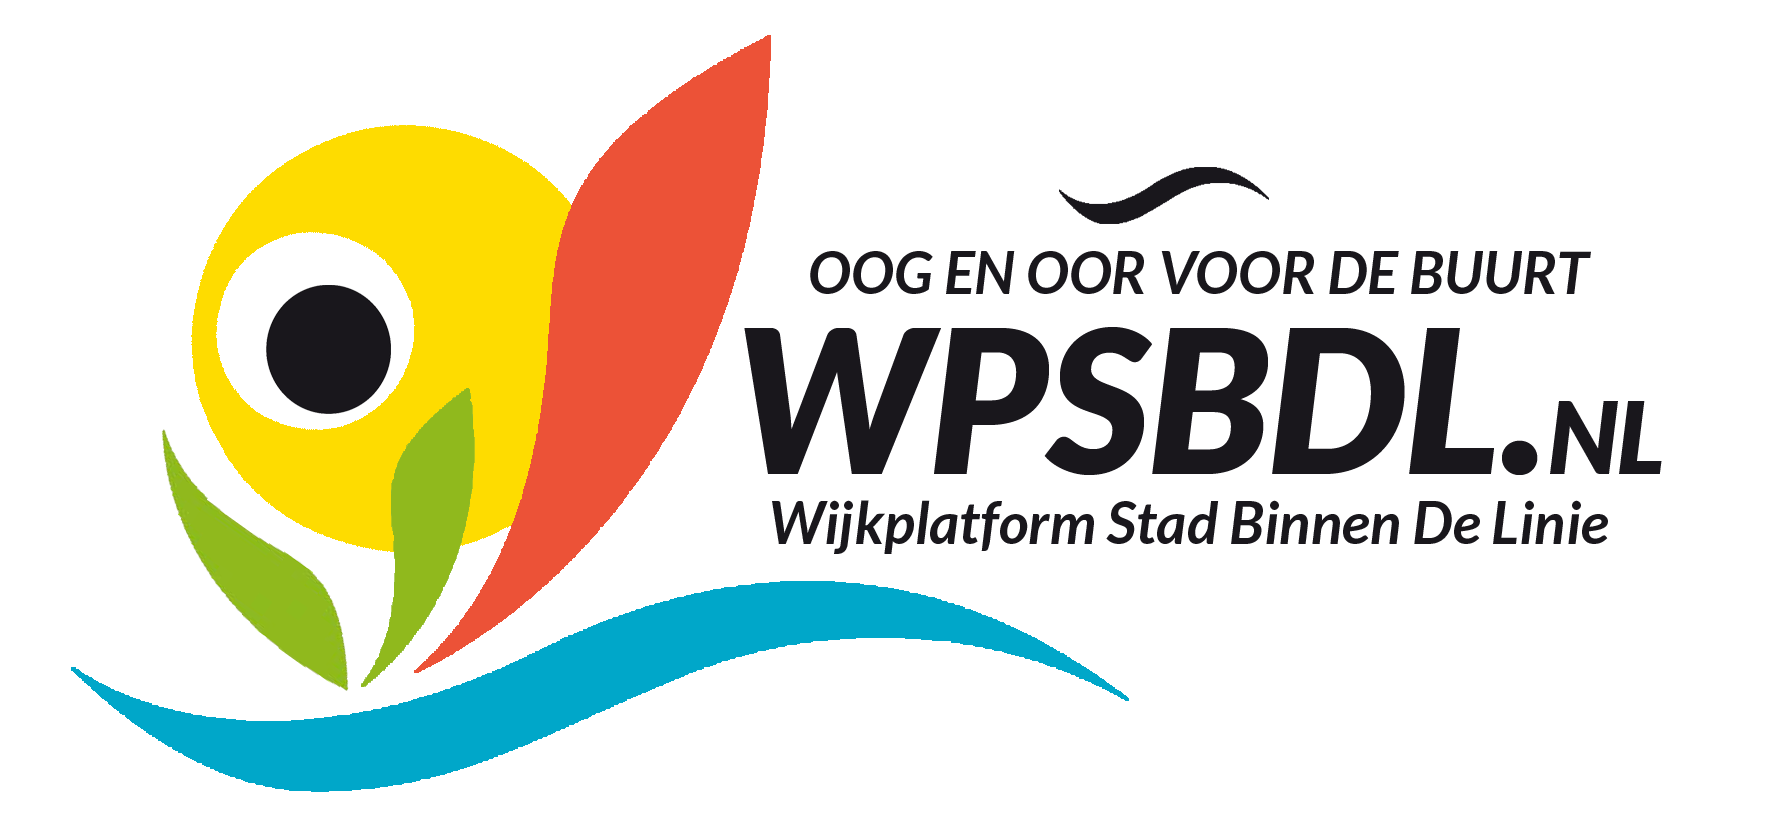 OOG EN OOR VOOR DE BUURT
WPSBDL.NL
Wijkplatform Stad Binnen De Linie